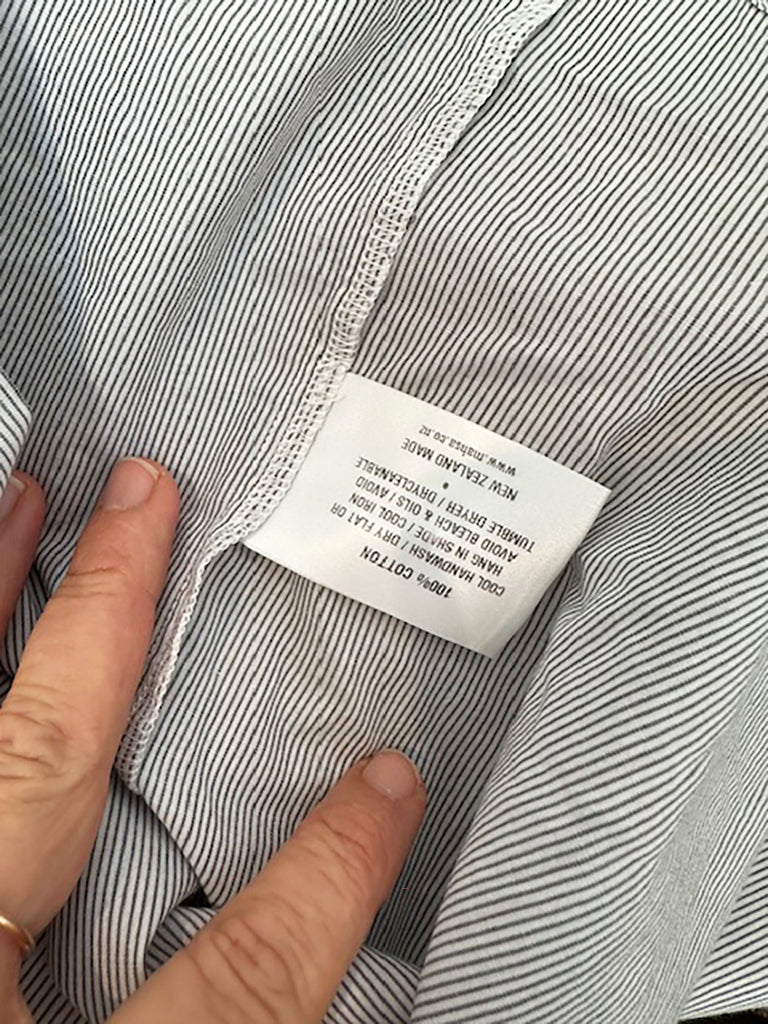 100% COTTON
COOL HANDWASH / DRY FLAT OR
HANG IN SHADE / COOL IRON
AVOID BLEACH & OILS / AVOID
TUMBLE DRYER / DRYCLEANABLE
•
NEW ZEALAND MADE
www.mahsa.co.nz